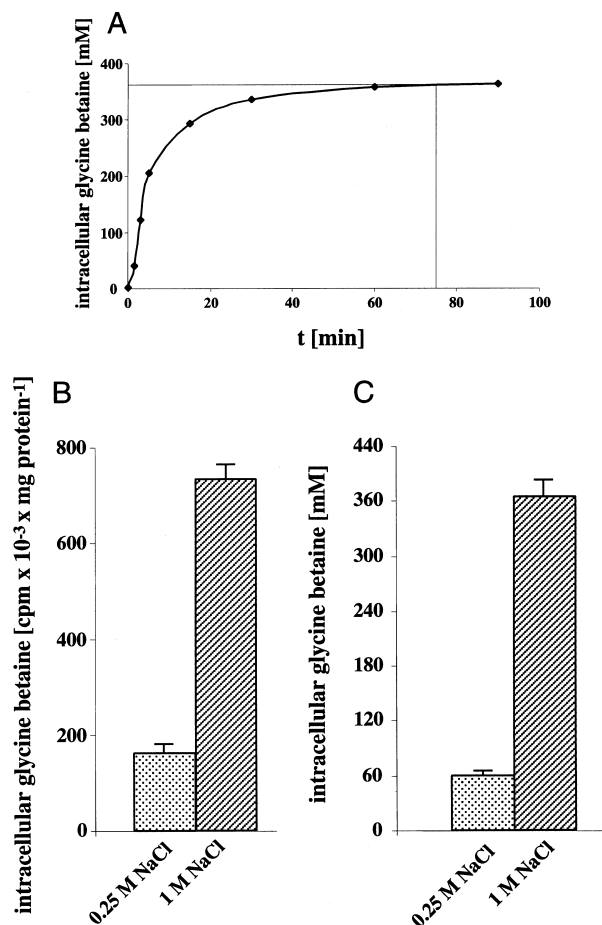 A
intracellular glycine betaine [mM]
400
300
200
100
0
0 20 40 60 80 100
t [min]
B
intracellular glycine betaine [cpm x 10-3 x mg protein-1]
800
600
400
200
0
0.25 M NaCl
1 M NaCl
C
intracellular glycine betaine [mM]
440
360
300
240
180
120
60
0
0.25 M NaCl
1 M NaCl